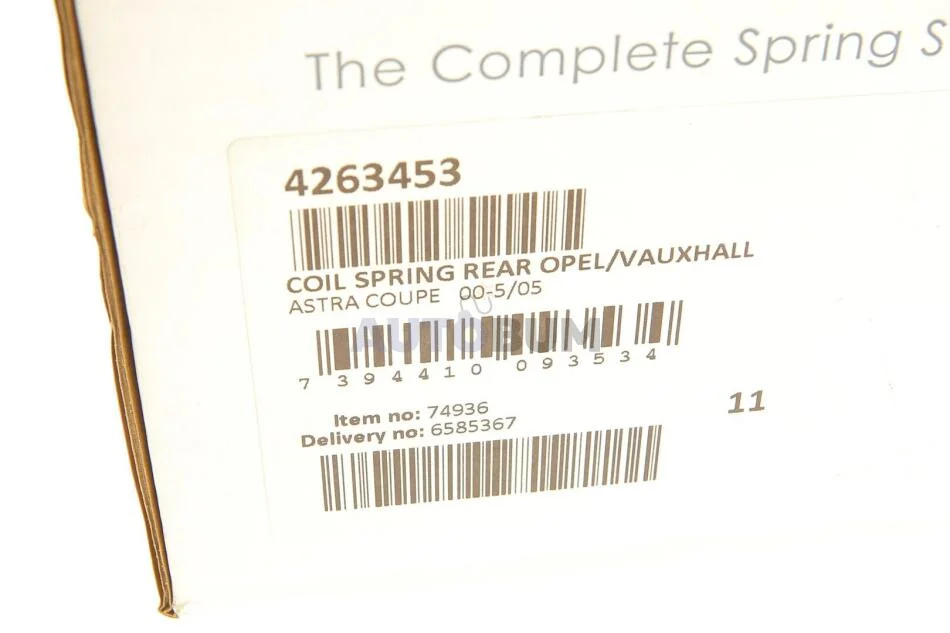 The Complete Spring S
4263453
COIL SPRING REAR OPEL/VAUXHALL
ASTRA COUPE 00-5/05
AUTOBUM
7 394410 093534
Item no: 74936
Delivery no: 6585367
11